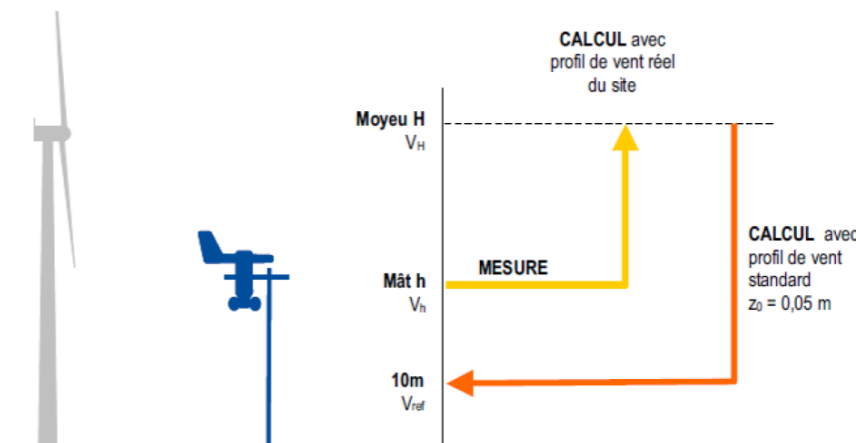 CALCUL avec
profil de vent réel
du site
Moyeu H
VH
CALCUL avec
profil de vent
standard
z0 = 0,05 m
MESURE
Mât h
Vh
10m
Vref